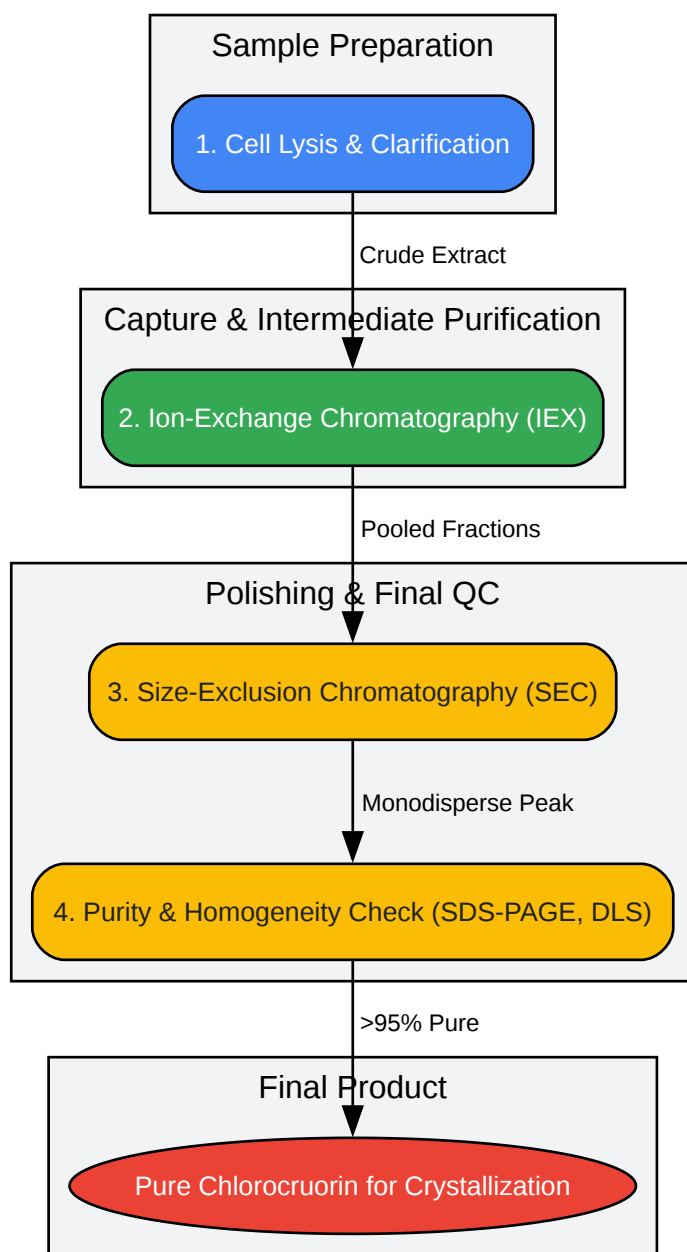 Sample Preparation
1. Cell Lysis & Clarification
Crude Extract
Capture & Intermediate Purification
2. Ion-Exchange Chromatography (IEX)
Pooled Fractions
Polishing & Final QC
3. Size-Exclusion Chromatography (SEC)
Monodisperse Peak
4. Purity & Homogeneity Check (SDS-PAGE, DLS)
>95% Pure
Final Product
Pure Chlorocruorin for Crystallization